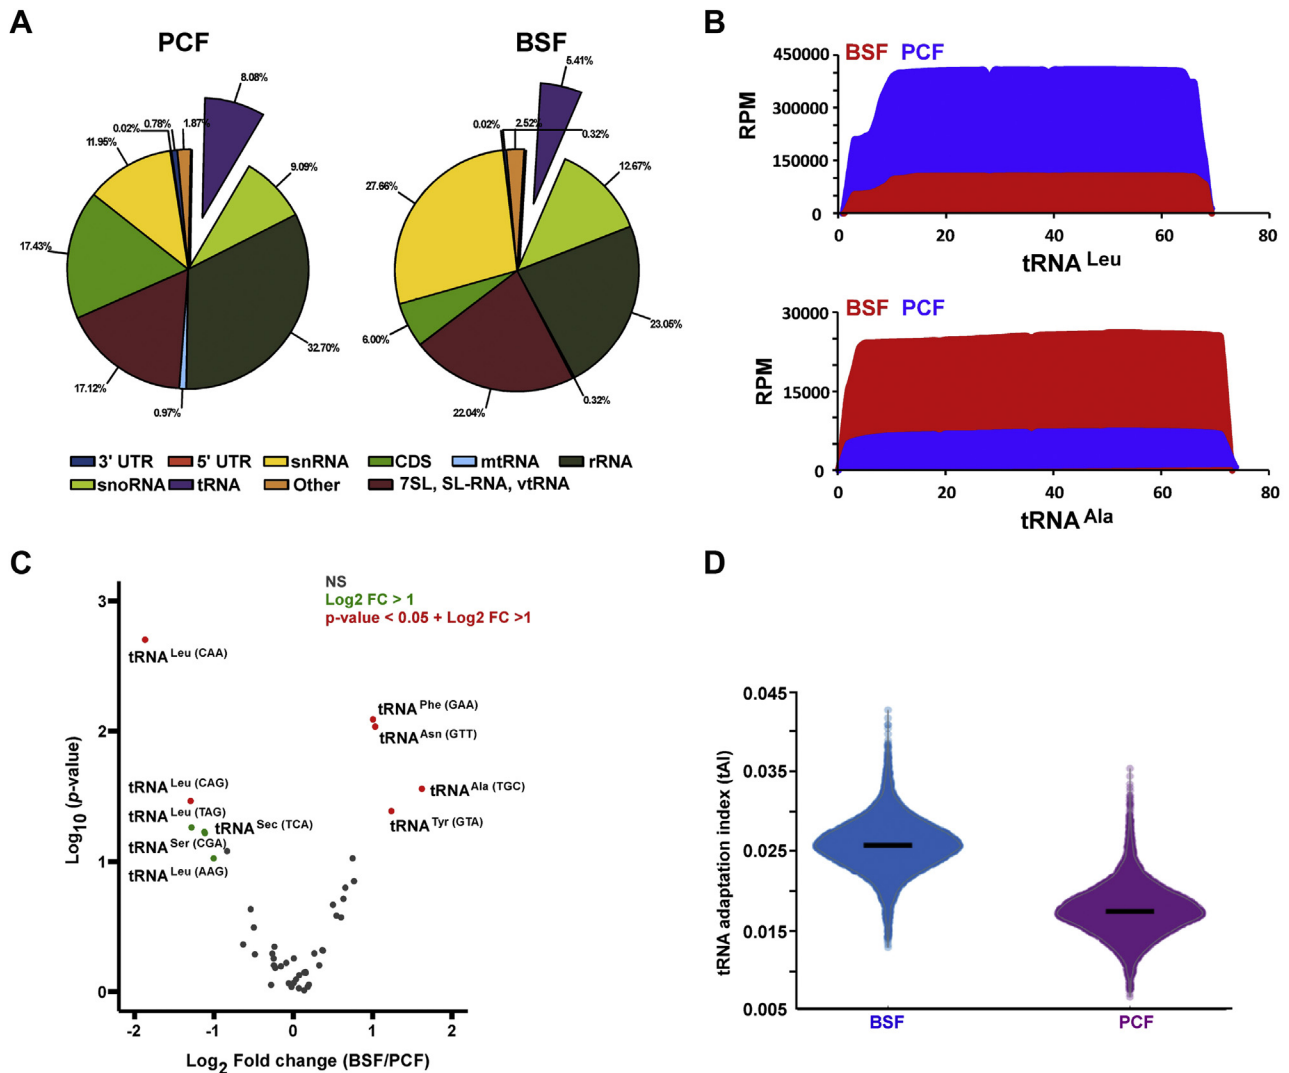 A
PCF
BSF
8.08%
0.02%
0.78%
1.87%
11.95%
9.09%
17.43%
32.70%
17.12%
0.97%
5.41%
0.02%
2.52%
0.32%
12.67%
27.66%
23.05%
6.00%
22.04%
0.32%
3' UTR 5' UTR snRNA CDS mtRNA rRNA
snoRNA tRNA Other 7SL, SL-RNA, vtRNA
B
BSF PCF
450000
300000
150000
0
RPM
0 20 40 60 80
tRNA Leu
BSF PCF
30000
15000
0
RPM
0 20 40 60 80
tRNA Ala
C
NS
Log2 FC > 1
p-value < 0.05 + Log2 FC >1
3
2
1
0
Log10 (p-value)
tRNA Leu (CAA)
tRNA Phe (GAA)
tRNA Asn (GTT)
tRNA Leu (CAG)
tRNA Ala (TGC)
tRNA Leu (TAG)
tRNA Sec (TCA)
tRNA Tyr (GTA)
tRNA Ser (CGA)
tRNA Leu (AAG)
-2 -1 0 1 2
Log2 Fold change (BSF/PCF)
D
0.045
0.035
0.025
0.015
0.005
tRNA adaptation index (tAI)
BSF PCF